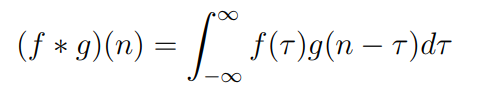 (f ∗ g)(n) = ∫_{−∞}^{∞} f(τ)g(n − τ)dτ